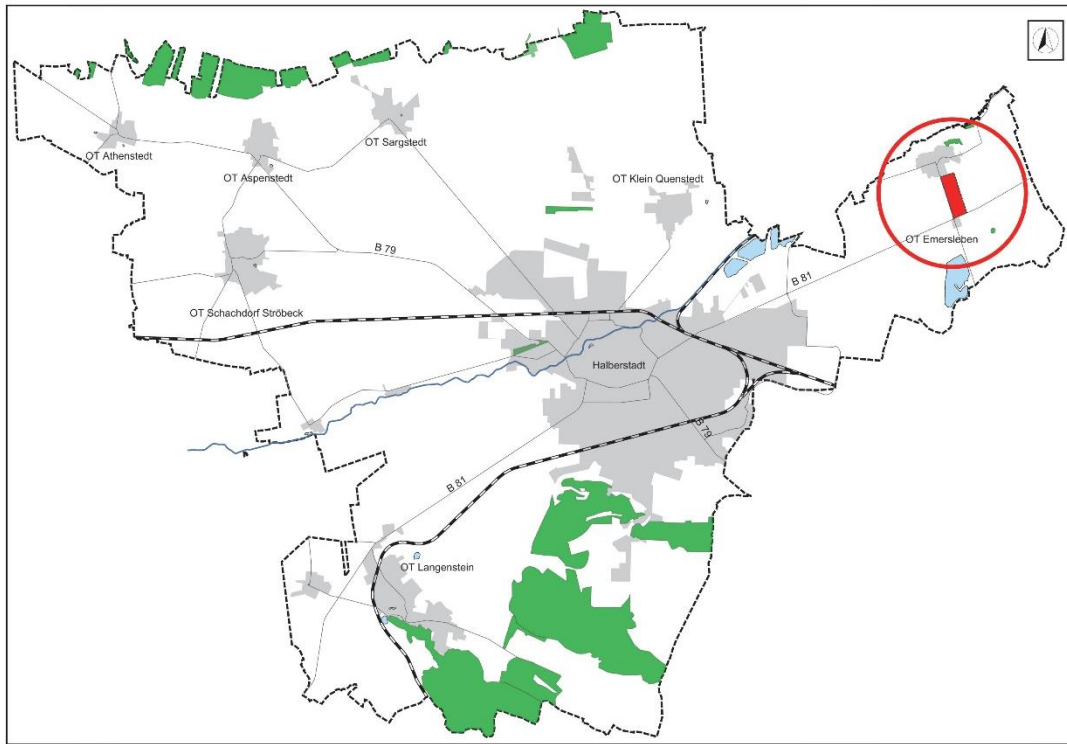 OT Sargstedt
OT Athenstedt
OT Aspenstedt
OT Klein Quenstedt
B 79
OT Emersleben
B 81
OT Schachdorf Ströbeck
Halberstadt
B 79
B 81
OT Langenstein